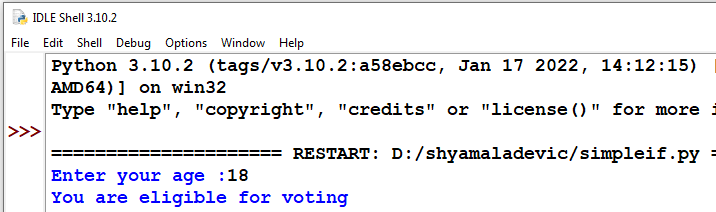 IDLE Shell 3.10.2
File Edit Shell Debug Options Window Help
Python 3.10.2 (tags/v3.10.2:a58ebcc, Jan 17 2022, 14:12:15) [
AMD64)] on win32
Type "help", "copyright", "credits" or "license()" for more i
>>>
===================== RESTART: D:/shyamaladevic/simpleif.py =
Enter your age :18
You are eligible for voting